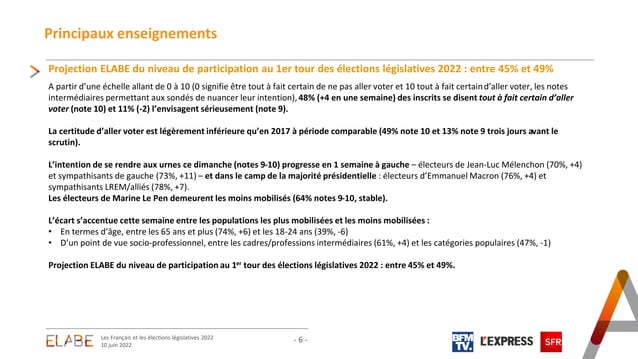 Principaux enseignements
Projection ELABE du niveau de participation au 1er tour des élections législatives 2022 : entre 45% et 49%
A partir d'une échelle allant de 0 à 10 (0 signifie être tout à fait certain de ne pas aller voter et 10 tout à fait certain d'aller voter, les notes
intermédiaires permettant aux sondés de nuancer leur intention), 48% (+4 en une semaine) des inscrits se disent tout à fait certain d'aller
voter (note 10) et 11% (-2) l'envisagent sérieusement (note 9).
La certitude d'aller voter est légèrement inférieure qu'en 2017 à période comparable (49% note 10 et 13% note 9 trois jours avant le
scrutin).
L'intention de se rendre aux urnes ce dimanche (notes 9-10) progresse en 1 semaine à gauche – électeurs de Jean-Luc Mélenchon (70%, +4)
et sympathisants de gauche (73%, +11) – et dans le camp de la majorité présidentielle : électeurs d'Emmanuel Macron (76%, +4) et
sympathisants LREM/alliés (78%, +7).
Les électeurs de Marine Le Pen demeurent les moins mobilisés (64% notes 9-10, stable).
L'écart s'accentue cette semaine entre les populations les plus mobilisées et les moins mobilisées :
• En termes d'âge, entre les 65 ans et plus (74%, +6) et les 18-24 ans (39%, -6)
• D'un point de vue socio-professionnel, entre les cadres/professions intermédiaires (61%, +4) et les catégories populaires (47%, -1)
Projection ELABE du niveau de participation au 1er tour des élections législatives 2022 : entre 45% et 49%.
ELABE
Les Français et les élections législatives 2022
10 juin 2022
- 6 -
BFM
TV.
L'EXPRESS
SFR